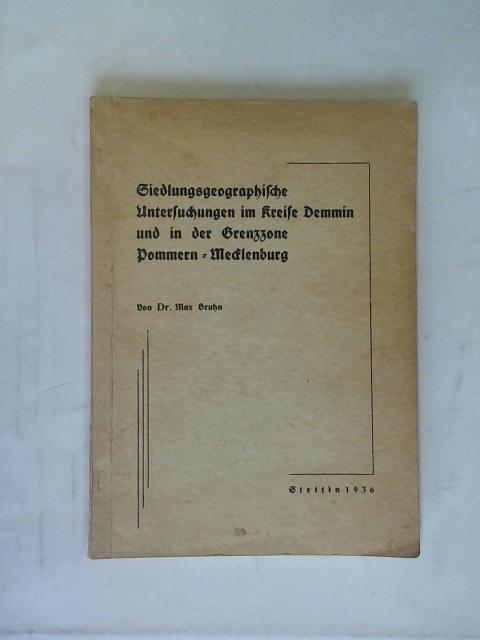 Siedlungsgeographische
Untersuchungen im Kreise Demmin
und in der Grenzzone
Pommern = Mecklenburg
Von Dr. Max Bruhn
Stettin 1936